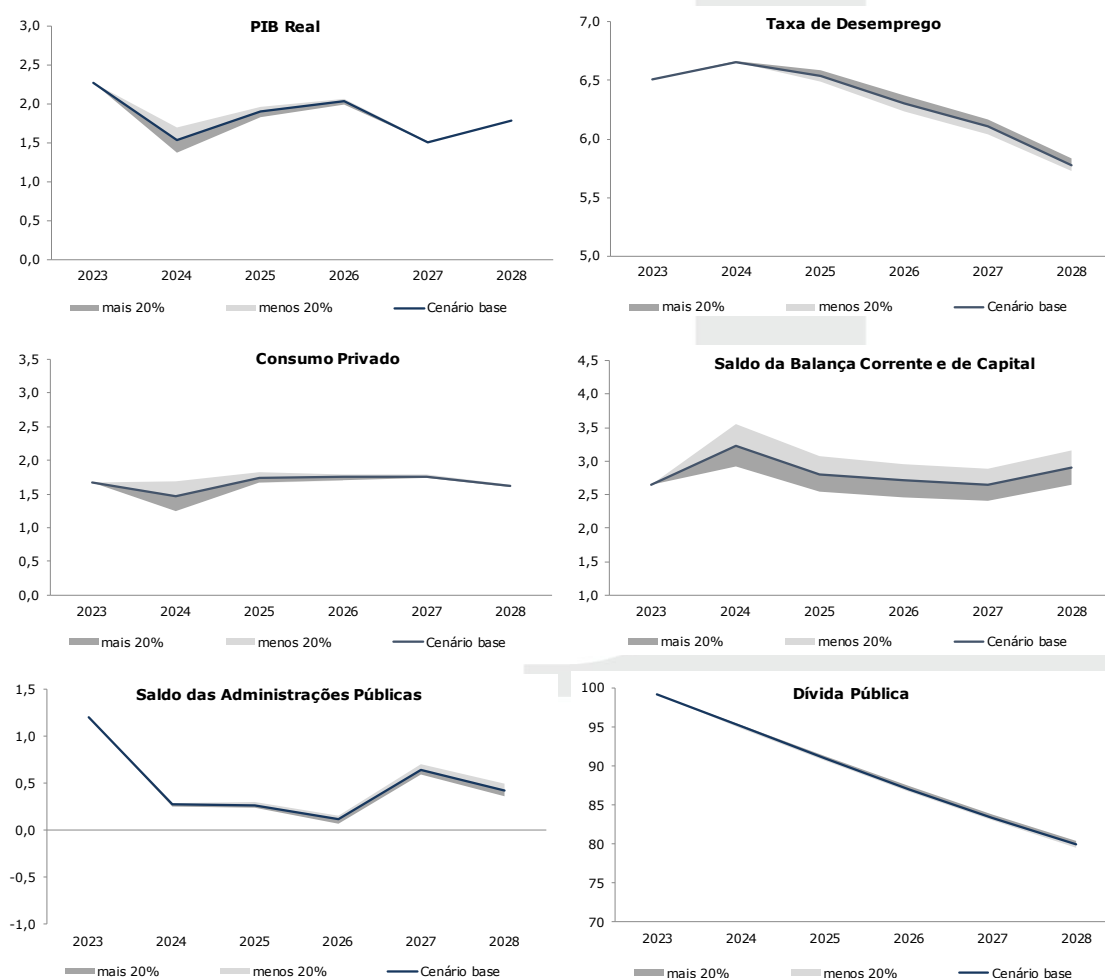 PIB Real
3,0
2,5
2,0
1,5
1,0
0,5
0,0
2023 2024 2025 2026 2027 2028
mais 20% menos 20% Cenário base
Taxa de Desemprego
7,0
6,5
6,0
5,5
5,0
2023 2024 2025 2026 2027 2028
mais 20% menos 20% Cenário base
Consumo Privado
3,5
3,0
2,5
2,0
1,5
1,0
0,5
0,0
2023 2024 2025 2026 2027 2028
mais 20% menos 20% Cenário base
Saldo da Balança Corrente e de Capital
4,5
4,0
3,5
3,0
2,5
2,0
1,5
1,0
2023 2024 2025 2026 2027 2028
mais 20% menos 20% Cenário base
Saldo das Administrações Públicas
1,5
1,0
0,5
0,0
-0,5
-1,0
2023 2024 2025 2026 2027 2028
mais 20% menos 20% Cenário base
Dívida Pública
100
95
90
85
80
75
70
2023 2024 2025 2026 2027 2028
mais 20% menos 20% Cenário base